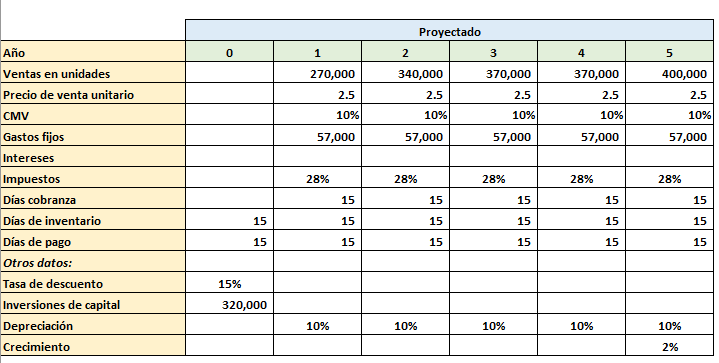 Proyectado
Año 0 1 2 3 4 5
Ventas en unidades 270,000 340,000 370,000 370,000 400,000
Precio de venta unitario 2.5 2.5 2.5 2.5 2.5
CMV 10% 10% 10% 10% 10%
Gastos fijos 57,000 57,000 57,000 57,000 57,000
Intereses
Impuestos 28% 28% 28% 28% 28%
Días cobranza 15 15 15 15 15
Días de inventario 15 15 15 15 15 15
Días de pago 15 15 15 15 15 15
Otros datos:
Tasa de descuento 15%
Inversiones de capital 320,000
Depreciación 10% 10% 10% 10% 10%
Crecimiento 2%